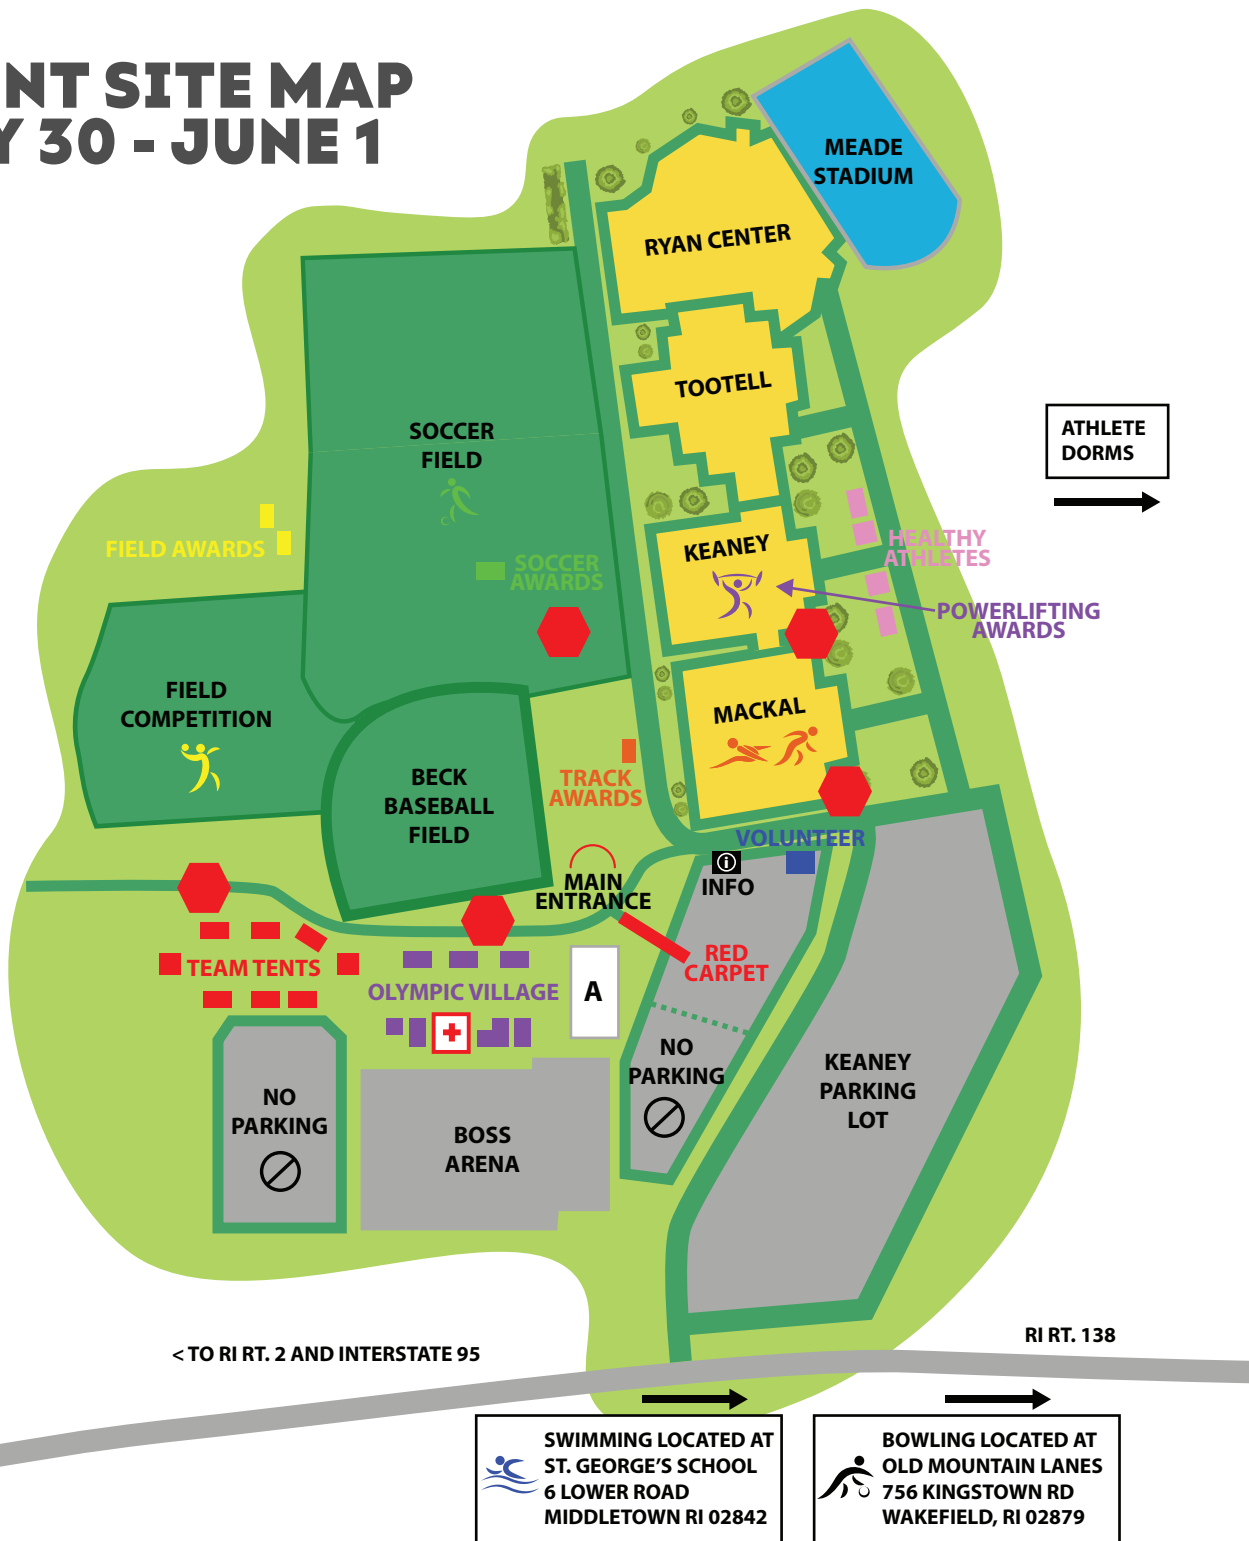 NT SITE MAP
Y 30 - JUNE 1
MEADE
STADIUM
RYAN CENTER
TOOTELL
SOCCER
FIELD
ATHLETE
DORMS
FIELD AWARDS
SOCCER
AWARDS
KEANEY
HEALTHY
ATHLETES
POWERLIFTING
AWARDS
FIELD
COMPETITION
MACKAL
BECK
BASEBALL
FIELD
TRACK
AWARDS
VOLUNTEER
MAIN
ENTRANCE
i
INFO
RED
CARPET
TEAM TENTS
OLYMPIC VILLAGE
A
NO
PARKING
KEANEY
PARKING
LOT
NO
PARKING
BOSS
ARENA
RI RT. 138
< TO RI RT. 2 AND INTERSTATE 95
SWIMMING LOCATED AT
ST. GEORGE'S SCHOOL
6 LOWER ROAD
MIDDLETOWN RI 02842
BOWLING LOCATED AT
OLD MOUNTAIN LANES
756 KINGSTOWN RD
WAKEFIELD, RI 02879